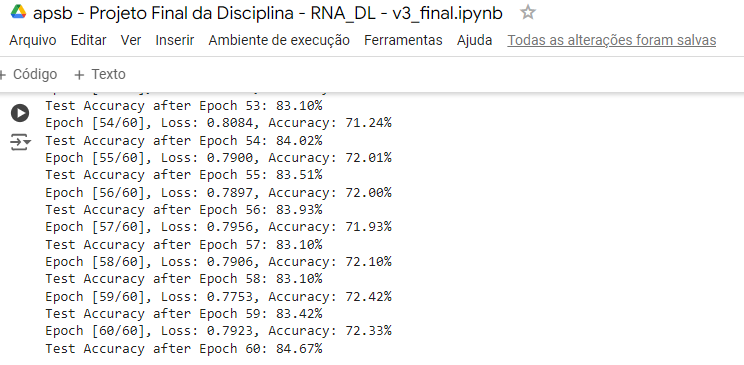 apsb - Projeto Final da Disciplina - RNA_DL - v3_final.ipynb
Arquivo Editar Ver Inserir Ambiente de execução Ferramentas Ajuda Todas as alterações foram salvas
+ Código + Texto
Test Accuracy after Epoch 53: 83.10%
Epoch [54/60], Loss: 0.8084, Accuracy: 71.24%
Test Accuracy after Epoch 54: 84.02%
Epoch [55/60], Loss: 0.7900, Accuracy: 72.01%
Test Accuracy after Epoch 55: 83.51%
Epoch [56/60], Loss: 0.7897, Accuracy: 72.00%
Test Accuracy after Epoch 56: 83.93%
Epoch [57/60], Loss: 0.7956, Accuracy: 71.93%
Test Accuracy after Epoch 57: 83.10%
Epoch [58/60], Loss: 0.7906, Accuracy: 72.10%
Test Accuracy after Epoch 58: 83.10%
Epoch [59/60], Loss: 0.7753, Accuracy: 72.42%
Test Accuracy after Epoch 59: 83.42%
Epoch [60/60], Loss: 0.7923, Accuracy: 72.33%
Test Accuracy after Epoch 60: 84.67%